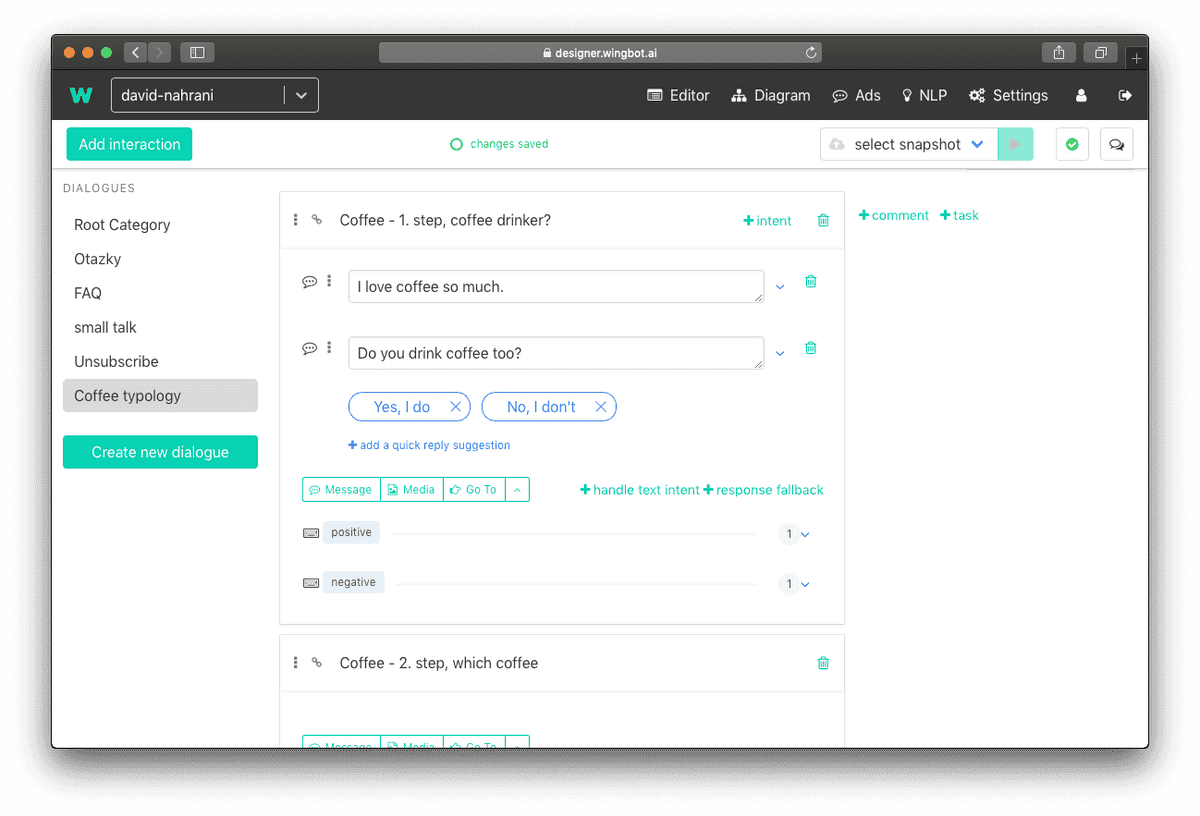 designer.wingbot.ai
W david-nahrani Editor Diagram Ads NLP Settings
Add interaction changes saved select snapshot
DIALOGUES
Root Category
Otazky
FAQ
small talk
Unsubscribe
Coffee typology
Create new dialogue
Coffee - 1. step, coffee drinker? +intent
+comment +task
I love coffee so much.
Do you drink coffee too?
Yes, I do No, I don't
+ add a quick reply suggestion
Message Media Go To +handle text intent +response fallback
positive 1
negative 1
Coffee - 2. step, which coffee
Message Media Go To